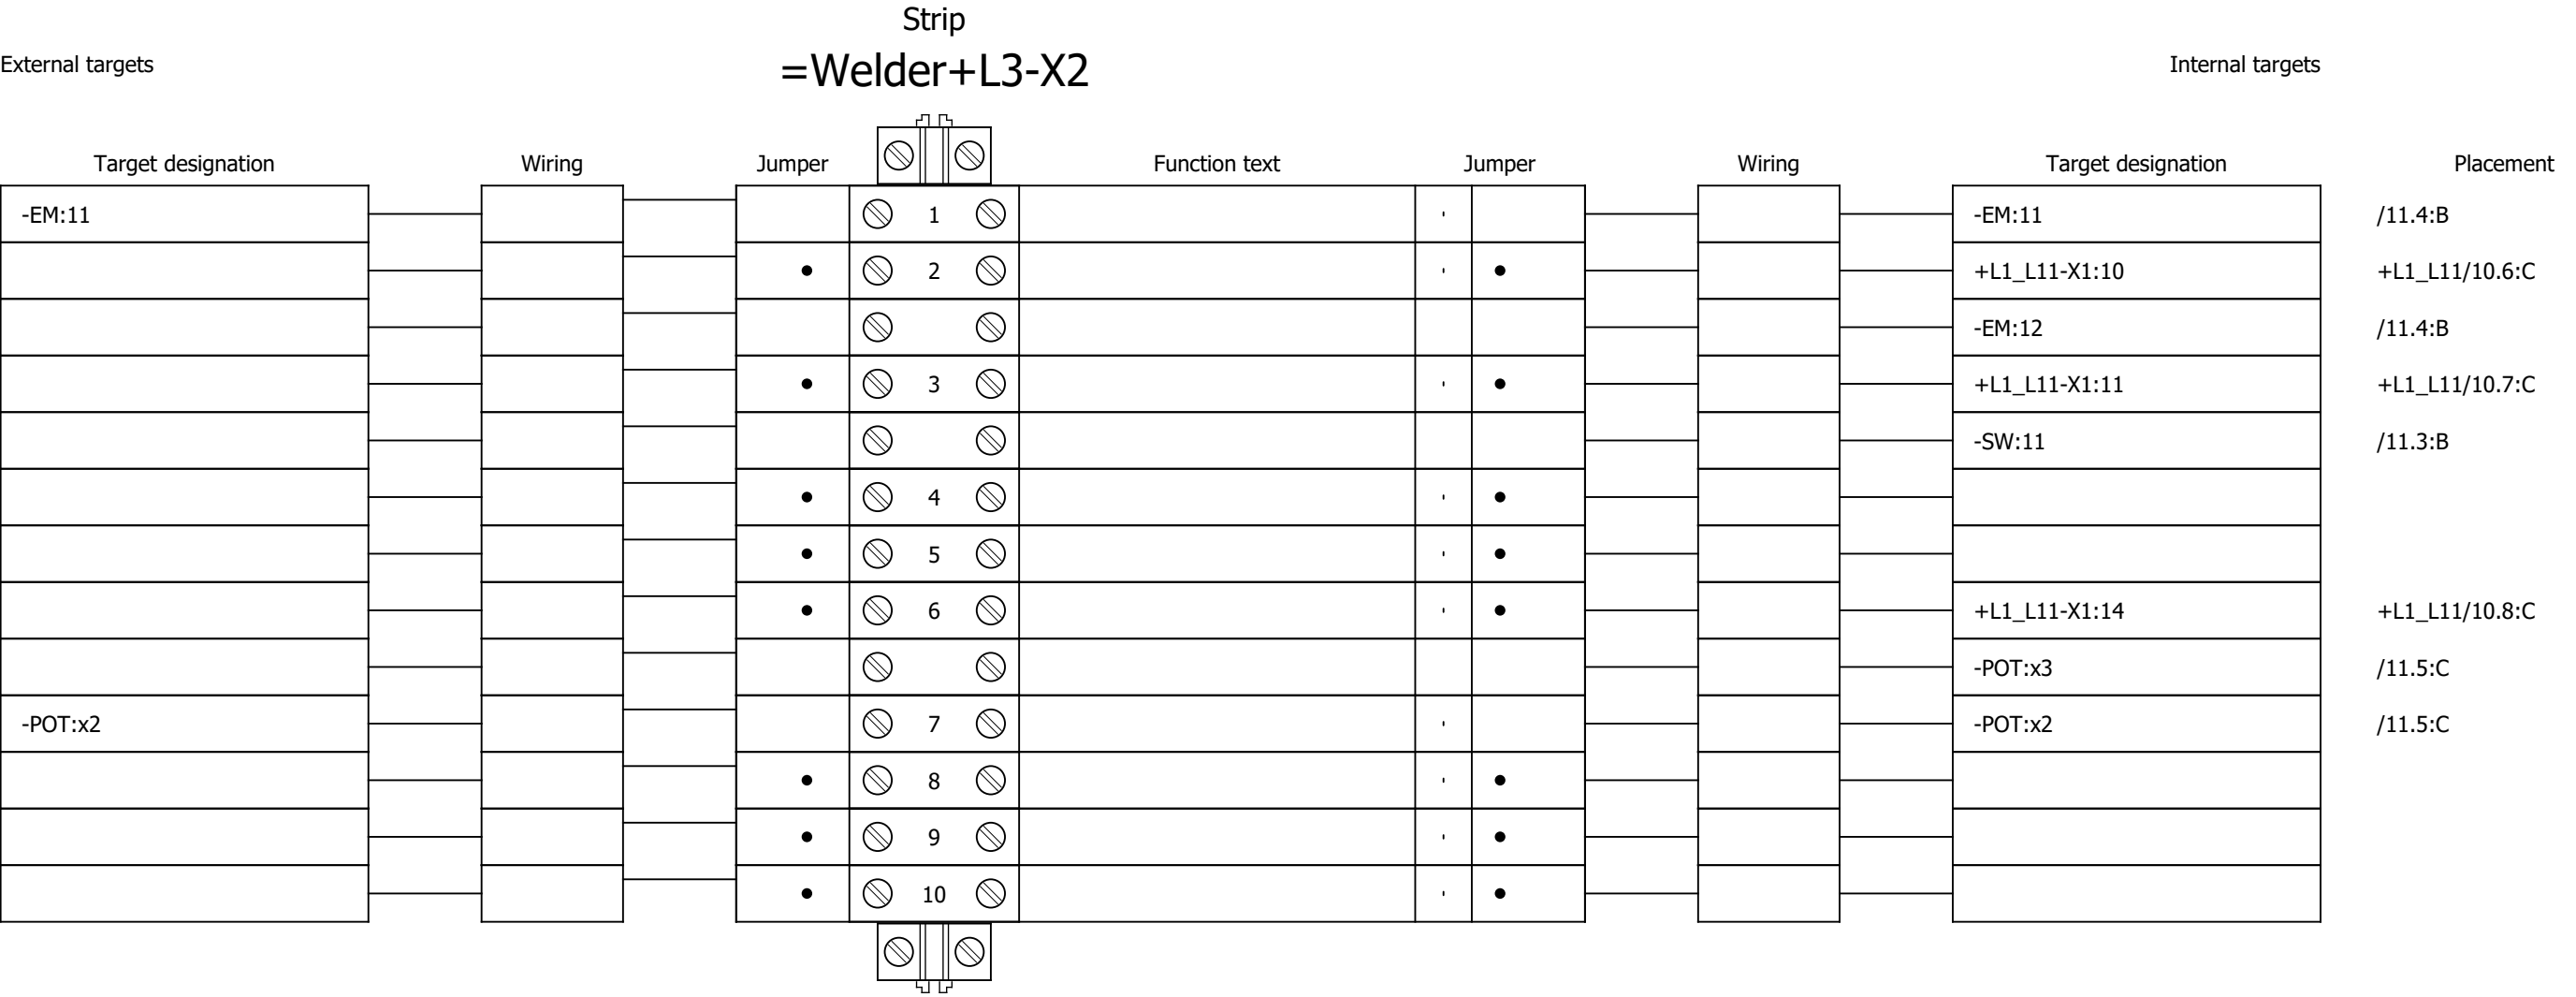 Strip
External targets
=Welder+L3-X2
Internal targets
Target designation Wiring Jumper Function text Jumper Wiring Target designation Placement
-EM:11 1 -EM:11 /11.4:B
2 +L1_L11-X1:10 +L1_L11/10.6:C
-EM:12 /11.4:B
3 +L1_L11-X1:11 +L1_L11/10.7:C
-SW:11 /11.3:B
4
5
6 +L1_L11-X1:14 +L1_L11/10.8:C
-POT:x3 /11.5:C
-POT:x2 7 -POT:x2 /11.5:C
8
9
10